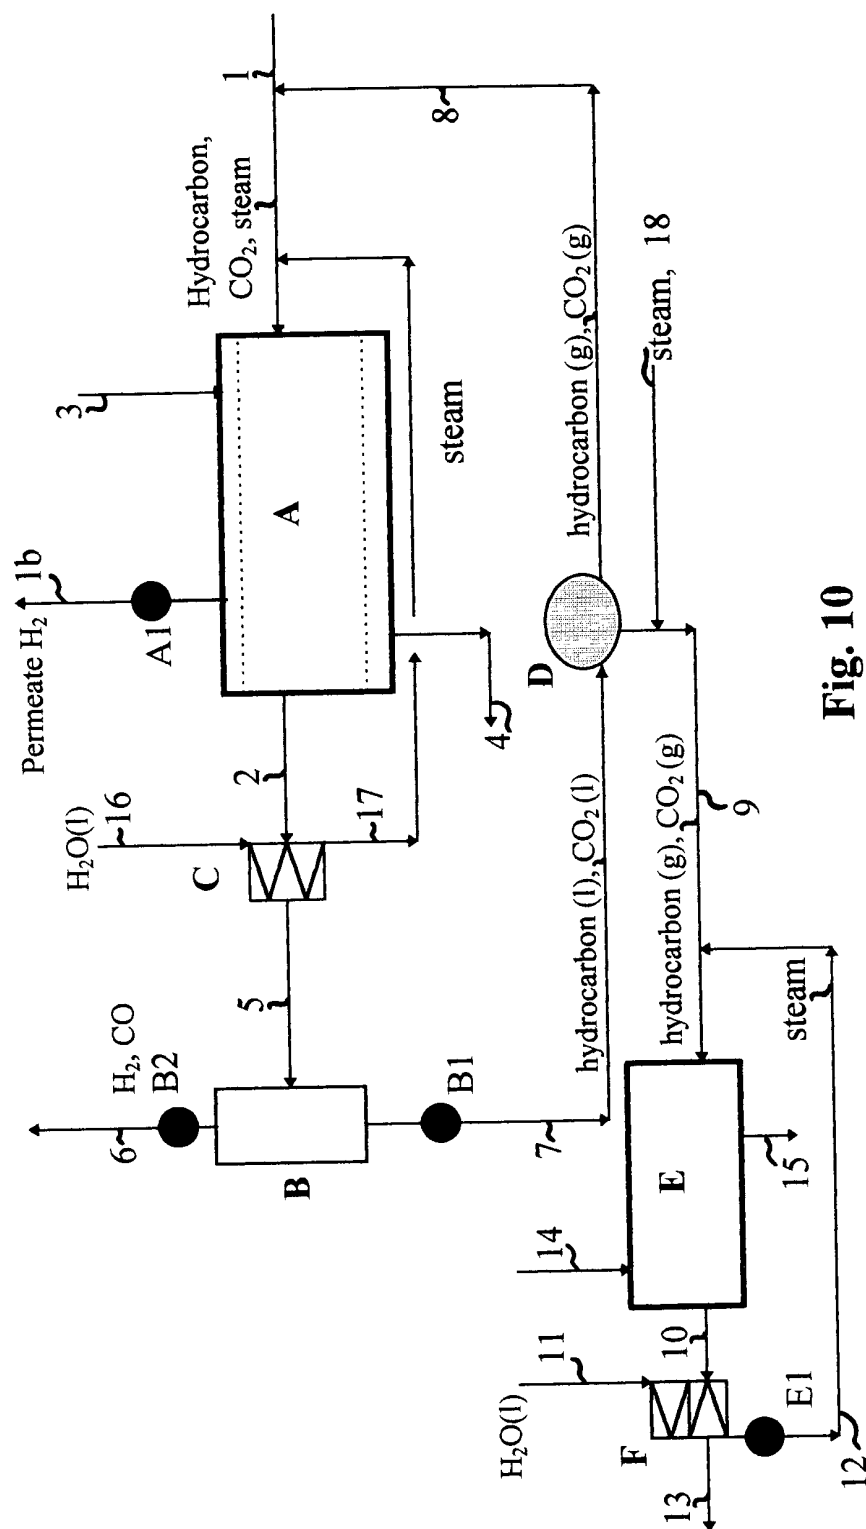 Permeate H₂
1b
A1
3
A
Hydrocarbon,
CO₂, steam
1
8
H₂O(l)
16
C
2
17
steam
4
H₂, CO
6
B2
B
B1
5
7
hydrocarbon (l), CO₂ (l)
D
hydrocarbon (g), CO₂ (g)
steam, 18
hydrocarbon (g), CO₂ (g)
9
steam
14
E
15
H₂O(l)
11
10
F
E1
13
12
Fig. 10